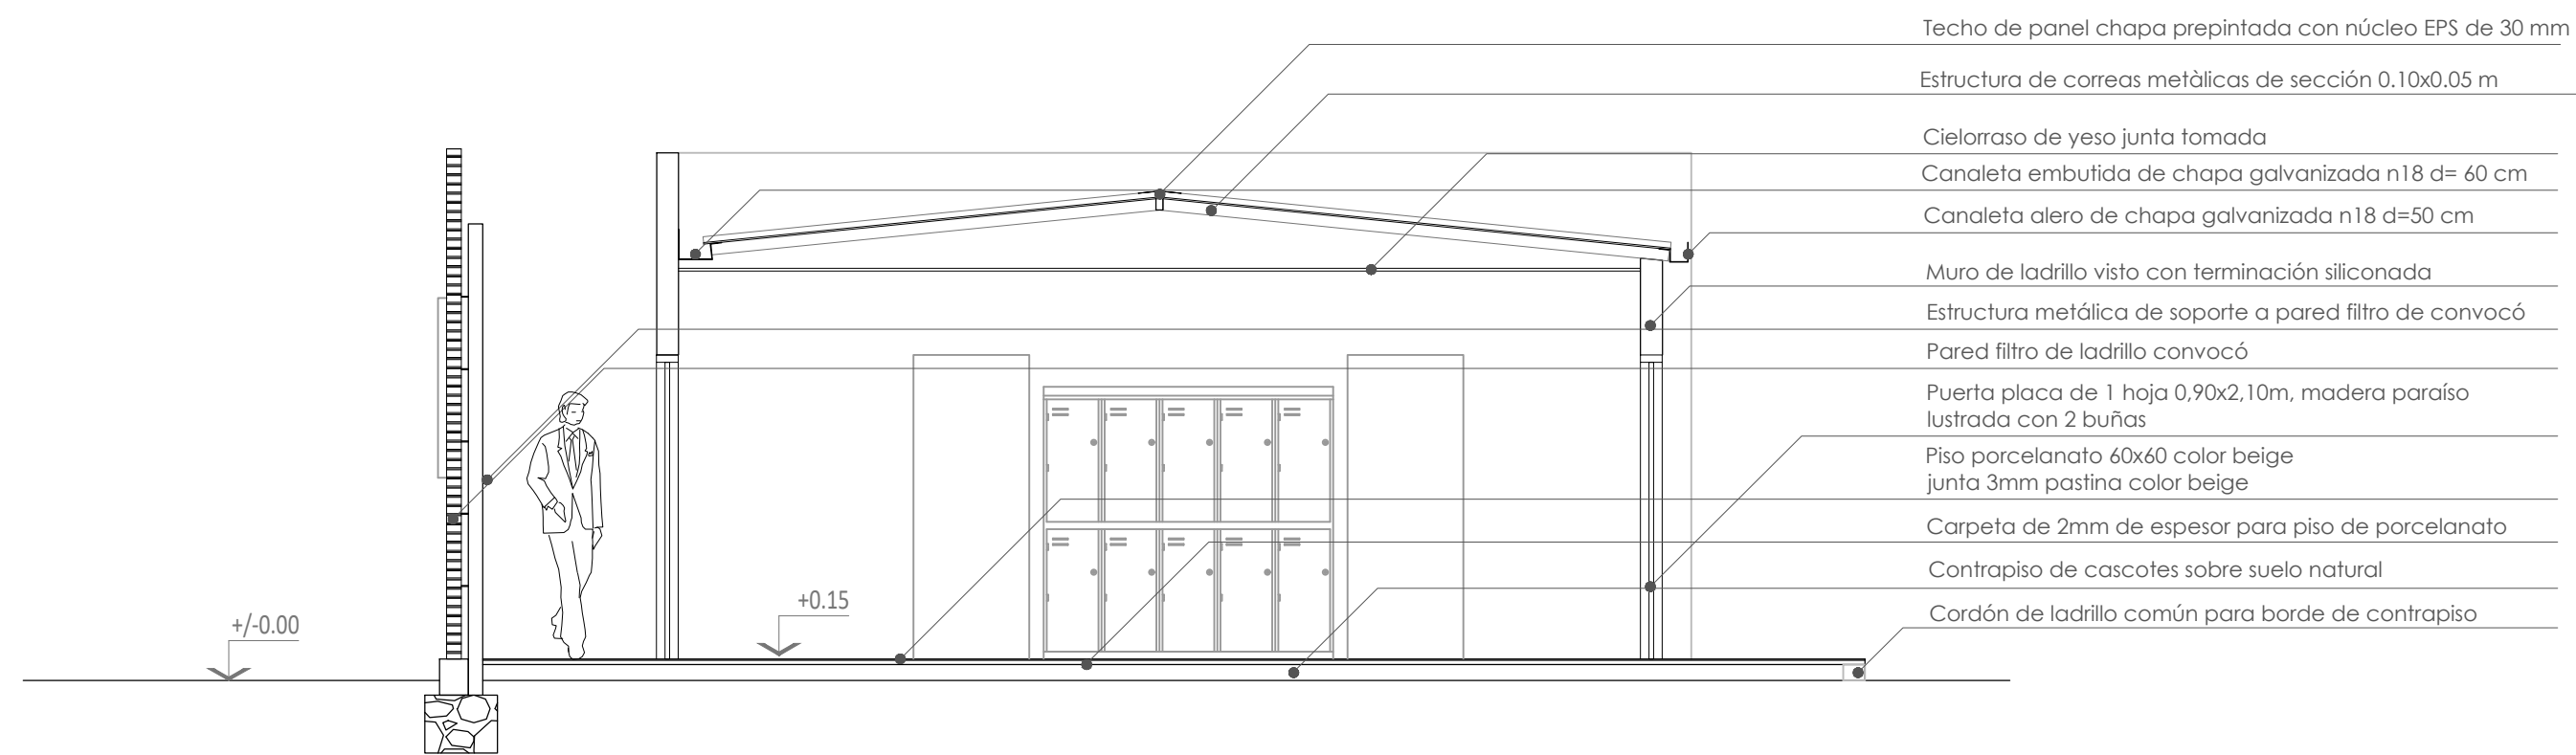 Techo de panel chapa prepintada con núcleo EPS de 30 mm
Estructura de correas metàlicas de sección 0.10x0.05 m
Cielorraso de yeso junta tomada
Canaleta embutida de chapa galvanizada n18 d= 60 cm
Canaleta alero de chapa galvanizada n18 d=50 cm
Muro de ladrillo visto con terminación siliconada
Estructura metálica de soporte a pared filtro de convocó
Pared filtro de ladrillo convocó
Puerta placa de 1 hoja 0,90x2,10m, madera paraíso
lustrada con 2 buñas
Piso porcelanato 60x60 color beige
junta 3mm pastina color beige
Carpeta de 2mm de espesor para piso de porcelanato
Contrapiso de cascotes sobre suelo natural
Cordón de ladrillo común para borde de contrapiso
+/-0.00
+0.15